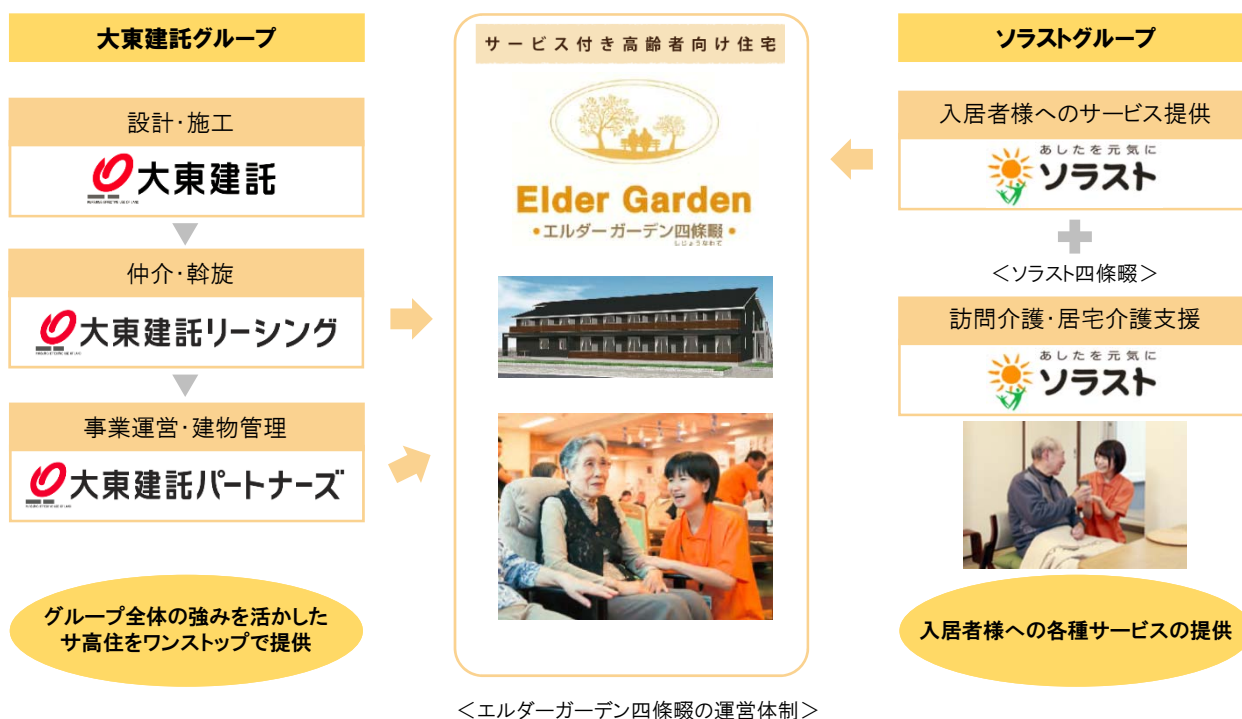 大東建託グループ
設計・施工
大東建託
仲介・斡旋
大東建託リーシング
事業運営・建物管理
大東建託パートナーズ
グループ全体の強みを活かした
サ高住をワンストップで提供
サービス付き高齢者向け住宅
Elder Garden
・エルダーガーデン四條畷・
しじょうなわて
ソラストグループ
入居者様へのサービス提供
あしたを元気に
ソラスト
＜ソラスト四條畷＞
訪問介護・居宅介護支援
あしたを元気に
ソラスト
入居者様への各種サービスの提供
＜エルダーガーデン四條畷の運営体制＞